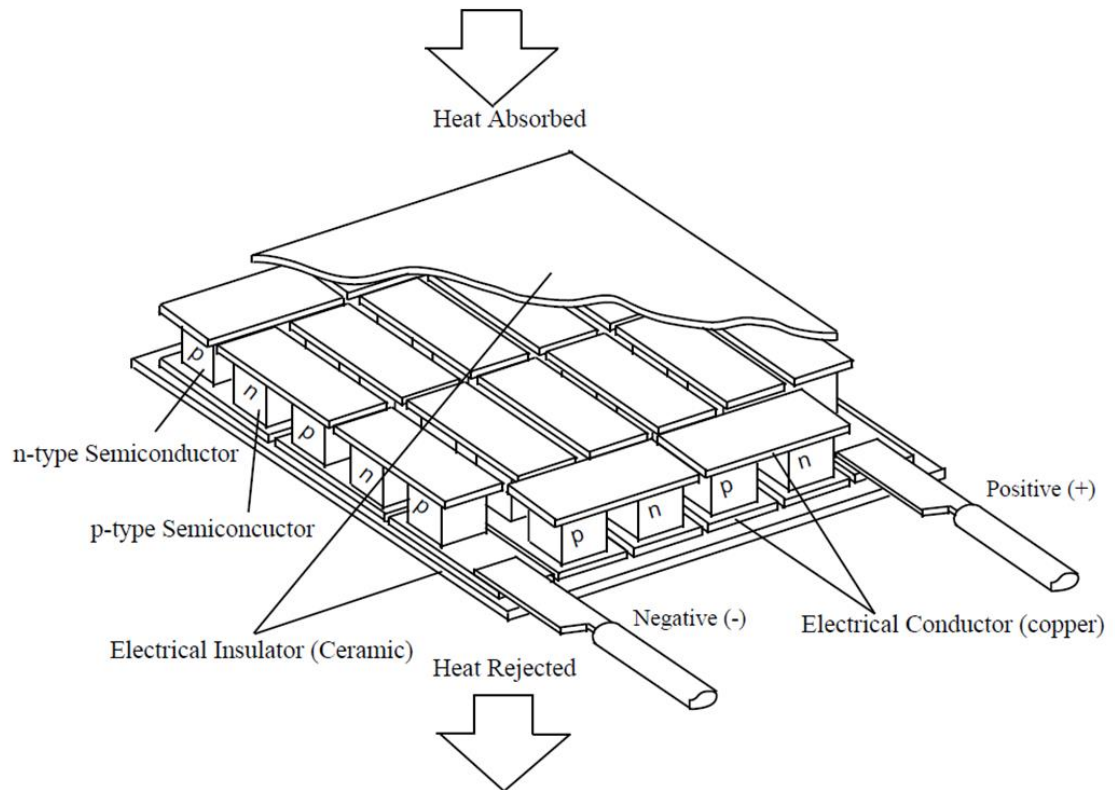 Heat Absorbed
p
n
p
n
p
p
n
p
n
n-type Semiconductor
p-type Semiconcuctor
Positive (+)
Negative (-)
Electrical Conductor (copper)
Electrical Insulator (Ceramic)
Heat Rejected